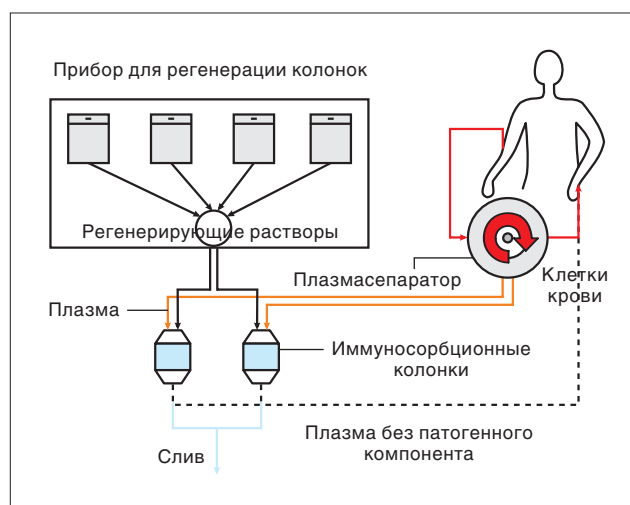 Прибор для регенерации колонок
Регенерирующие растворы
Плазмасепаратор
Клетки
крови
Плазма
Иммуносорбционные
колонки
Плазма без патогенного
компонента
Слив